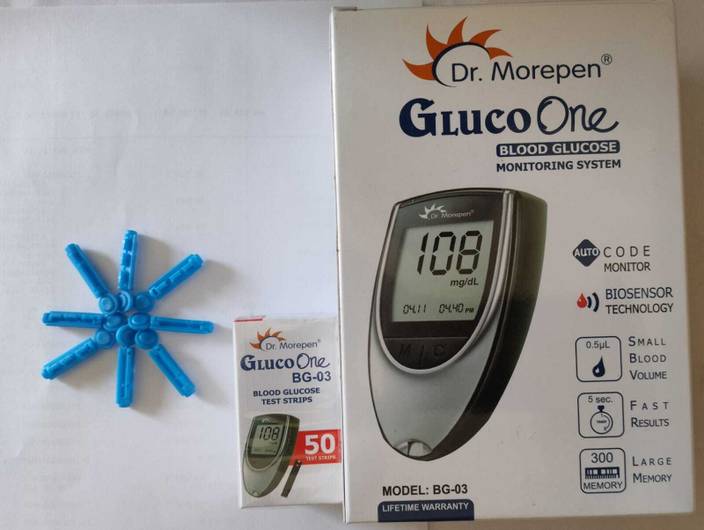 Dr. Morepen®
GLUCO One
BLOOD GLUCOSE
MONITORING SYSTEM
Dr. Morepen®
108
mg/dL
04.11 04.40 PM
M C
AUTO CODE
MONITOR
BIOSENSOR
TECHNOLOGY
0.5µL
SMALL
BLOOD
VOLUME
5 sec.
FAST
RESULTS
300
MEMORY
LARGE
MEMORY
MODEL: BG-03
LIFETIME WARRANTY
Dr. Morepen®
GLUCO One
BG-03
BLOOD GLUCOSE
TEST STRIPS
108
50
TEST STRIPS